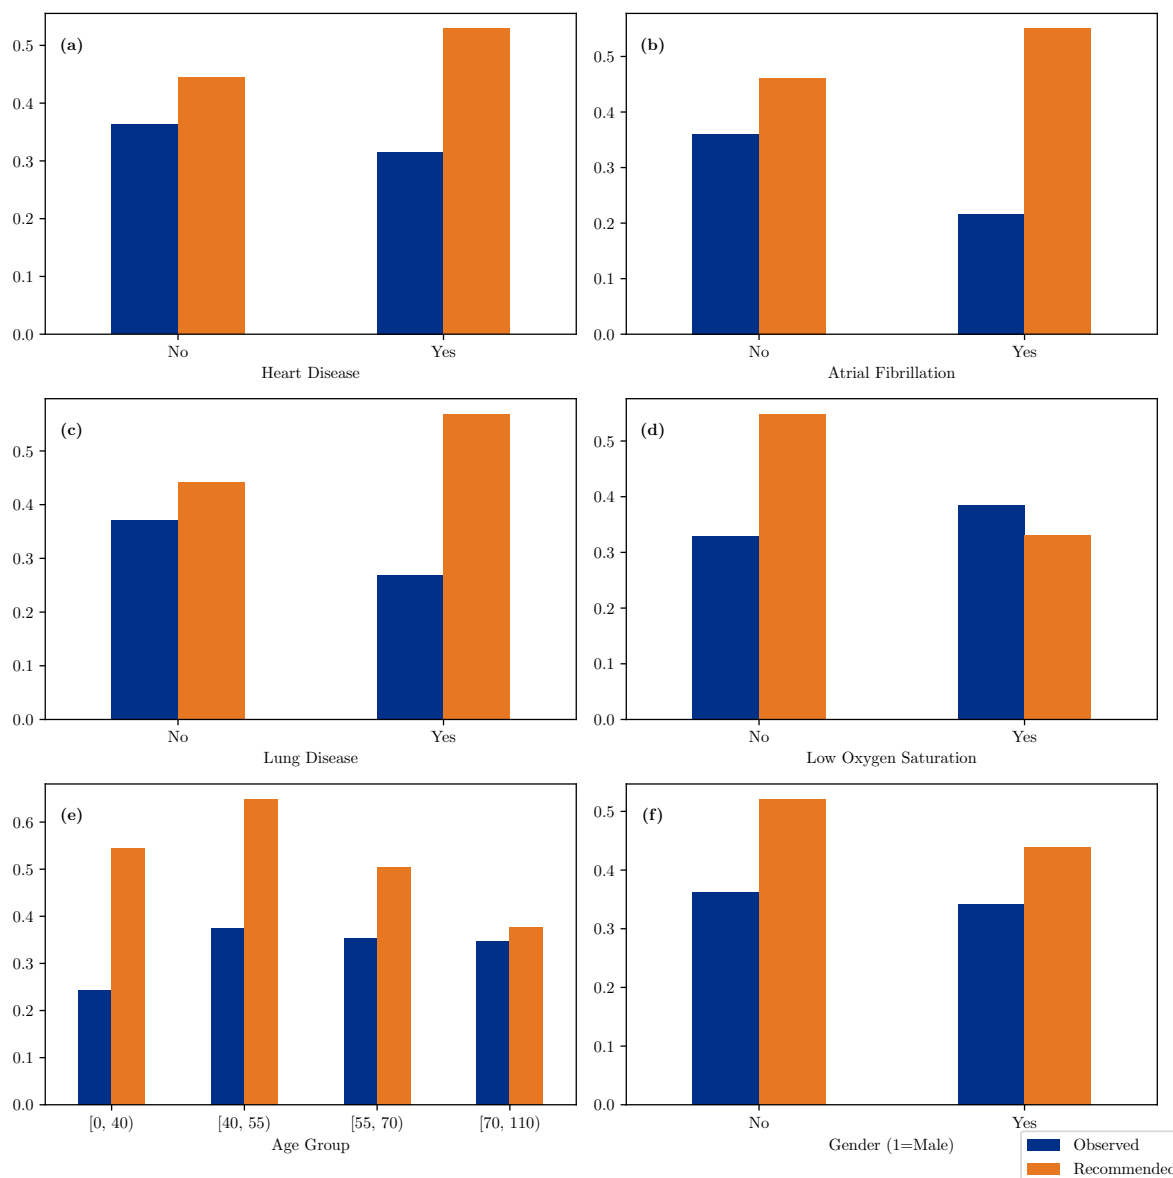 (a)
0.5
0.4
0.3
0.2
0.1
0.0
No Yes
Heart Disease
(b)
0.5
0.4
0.3
0.2
0.1
0.0
No Yes
Atrial Fibrillation
(c)
0.5
0.4
0.3
0.2
0.1
0.0
No Yes
Lung Disease
(d)
0.5
0.4
0.3
0.2
0.1
0.0
No Yes
Low Oxygen Saturation
(e)
0.6
0.5
0.4
0.3
0.2
0.1
0.0
[0, 40) [40, 55) [55, 70) [70, 110)
Age Group
(f)
0.5
0.4
0.3
0.2
0.1
0.0
No Yes
Gender (1=Male)
Observed
Recommended